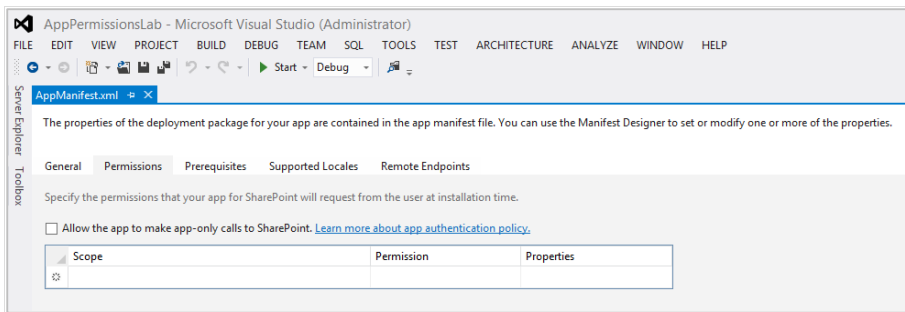 AppPermissionsLab - Microsoft Visual Studio (Administrator)
FILE EDIT VIEW PROJECT BUILD DEBUG TEAM SQL TOOLS TEST ARCHITECTURE ANALYZE WINDOW HELP
Start Debug
Server Explorer
Toolbox
AppManifest.xml
The properties of the deployment package for your app are contained in the app manifest file. You can use the Manifest Designer to set or modify one or more of the properties.
General Permissions Prerequisites Supported Locales Remote Endpoints
Specify the permissions that your app for SharePoint will request from the user at installation time.
Allow the app to make app-only calls to SharePoint. Learn more about app authentication policy.
Scope Permission Properties